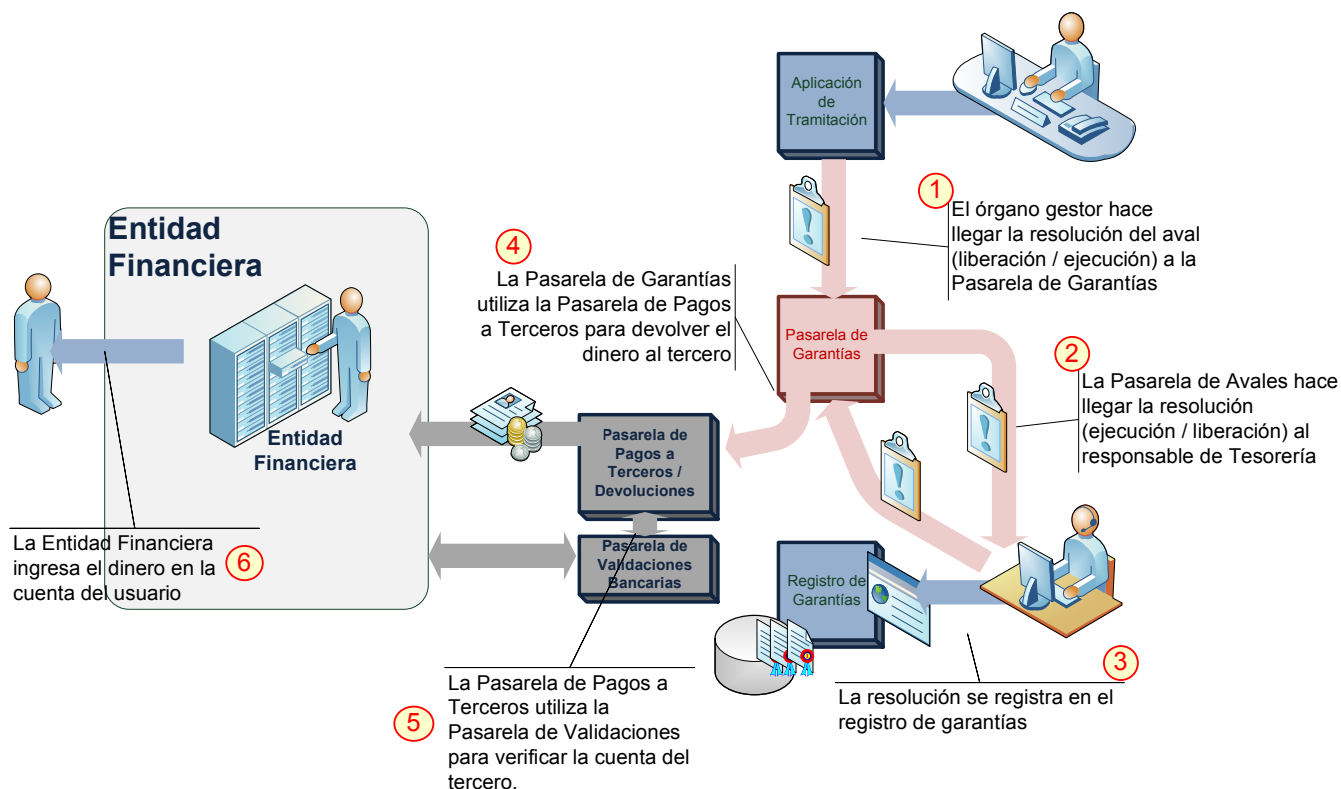 Aplicación
de
Tramitación
1
El órgano gestor hace
llegar la resolución del aval
(liberación / ejecución) a la
Pasarela de Garantías
Entidad
Financiera
4
La Pasarela de Garantías
utiliza la Pasarela de Pagos
a Terceros para devolver el
dinero al tercero
Pasarela de
Garantías
2
La Pasarela de Avales hace
llegar la resolución
(ejecución / liberación) al
responsable de Tesorería
Entidad
Financiera
Pasarela de
Pagos a
Terceros /
Devoluciones
La Entidad Financiera
ingresa el dinero en la
cuenta del usuario
6
Pasarela de
Validaciones
Bancarias
Registro de
Garantías
3
La resolución se registra en el
registro de garantías
5
La Pasarela de Pagos a
Terceros utiliza la
Pasarela de Validaciones
para verificar la cuenta del
tercero.